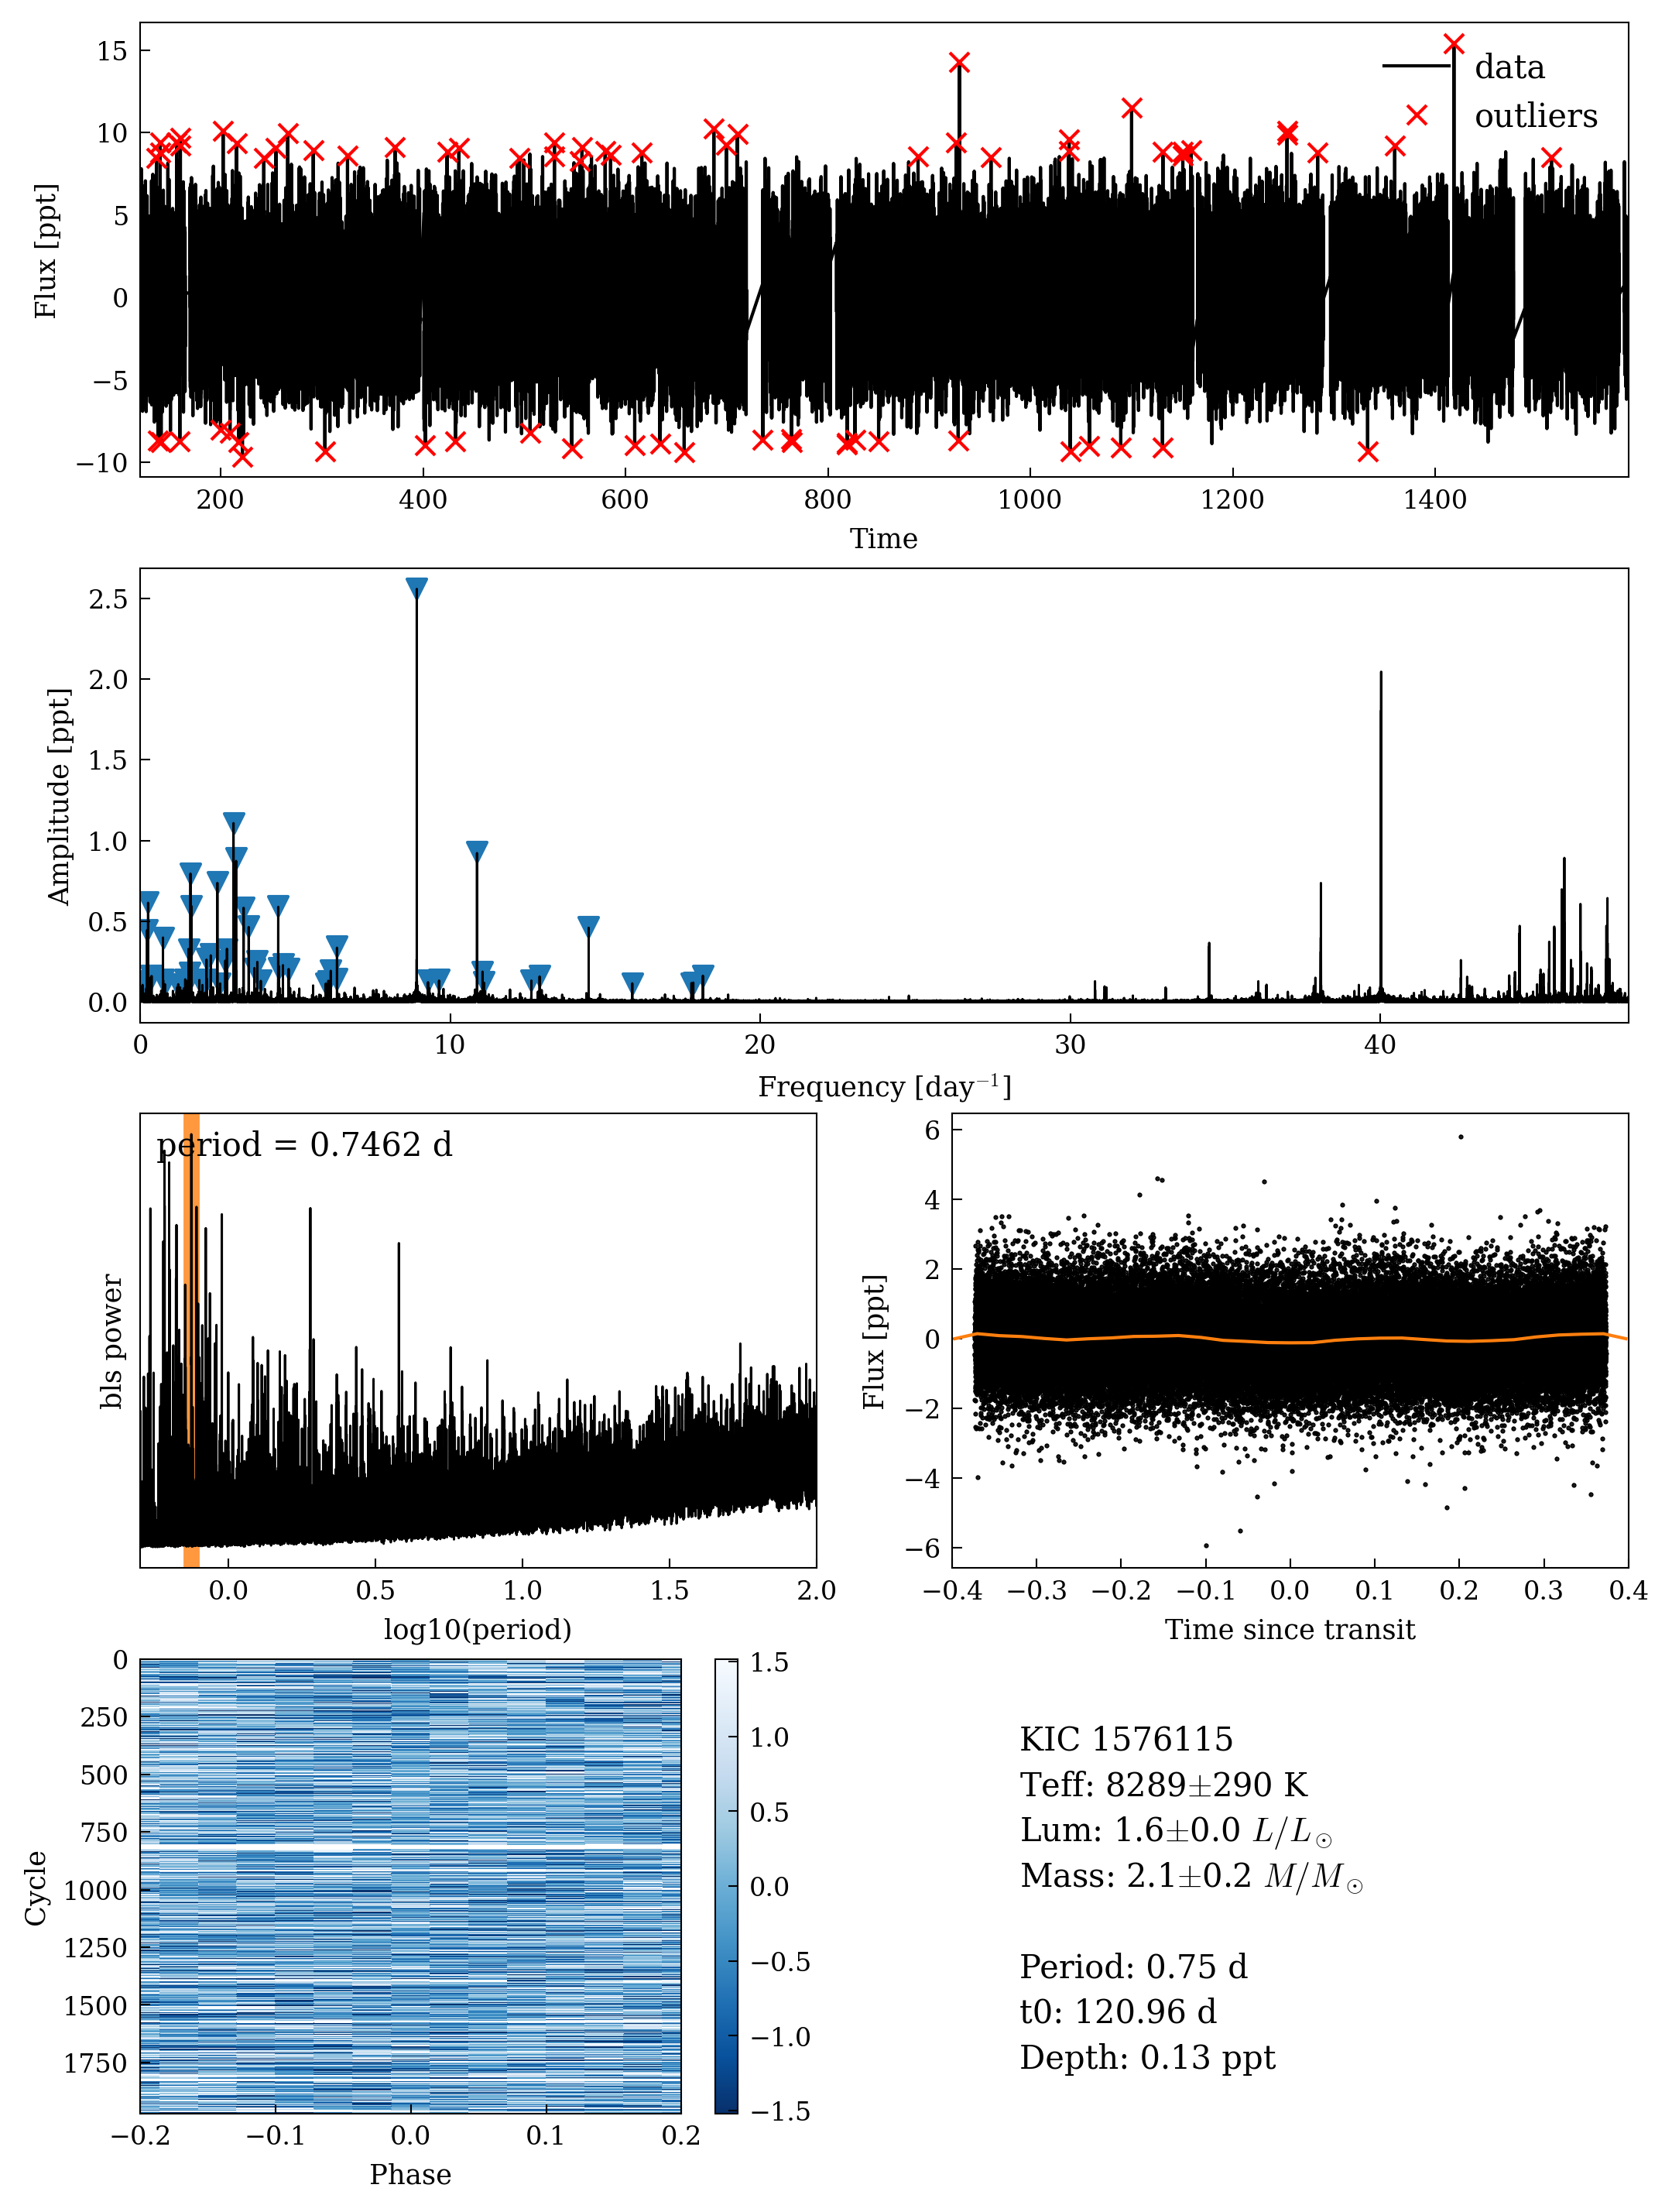 15
10
5
0
−5
−10
Flux [ppt]
data
outliers
200 400 600 800 1000 1200 1400
Time
2.5
2.0
1.5
1.0
0.5
0.0
Amplitude [ppt]
0 10 20 30 40
Frequency [day⁻¹]
period = 0.7462 d
bls power
0.0 0.5 1.0 1.5 2.0
log10(period)
6
4
2
0
−2
−4
−6
Flux [ppt]
−0.4 −0.3 −0.2 −0.1 0.0 0.1 0.2 0.3 0.4
Time since transit
0
250
500
750
1000
1250
1500
1750
Cycle
−0.2 −0.1 0.0 0.1 0.2
Phase
1.5
1.0
0.5
0.0
−0.5
−1.0
−1.5
KIC 1576115
Teff: 8289±290 K
Lum: 1.6±0.0 L/L⊙
Mass: 2.1±0.2 M/M⊙
Period: 0.75 d
t0: 120.96 d
Depth: 0.13 ppt